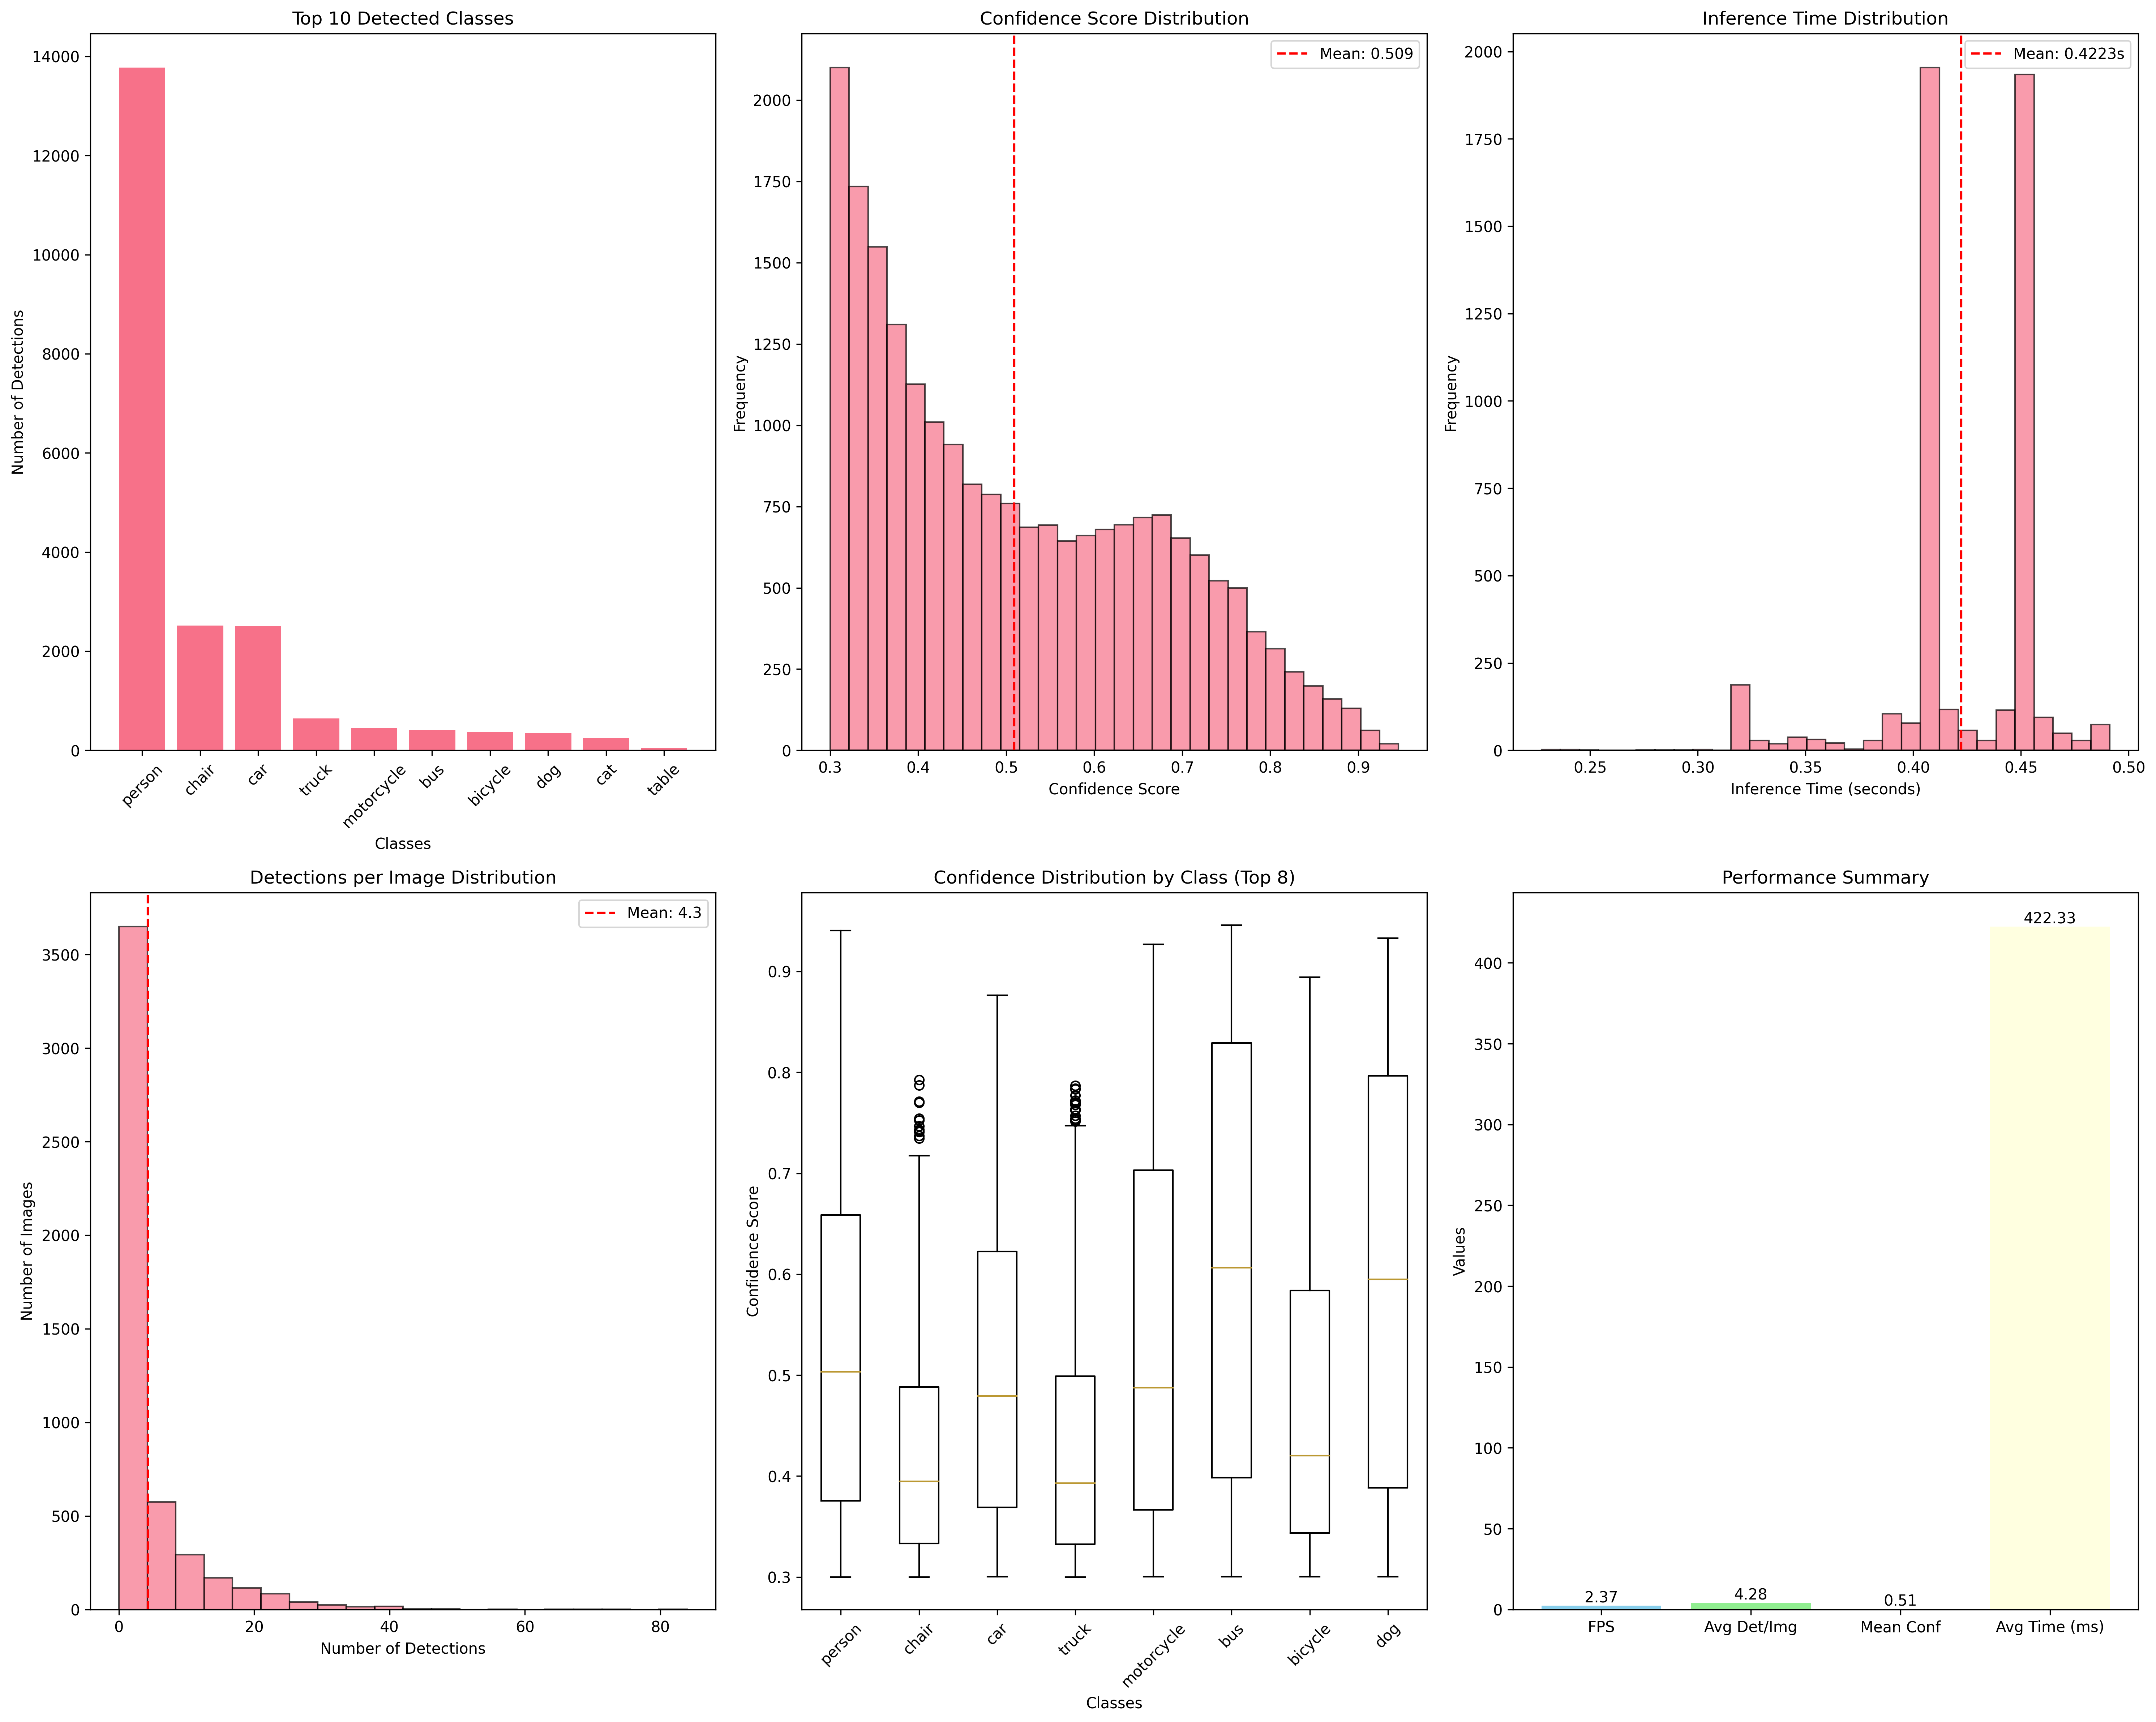 Top 10 Detected Classes
Number of Detections
14000
12000
10000
8000
6000
4000
2000
0
person
chair
car
truck
motorcycle
bus
bicycle
dog
cat
table
Classes
Confidence Score Distribution
Mean: 0.509
Frequency
2000
1750
1500
1250
1000
750
500
250
0
0.3
0.4
0.5
0.6
0.7
0.8
0.9
Confidence Score
Inference Time Distribution
Mean: 0.4223s
Frequency
2000
1750
1500
1250
1000
750
500
250
0
0.25
0.30
0.35
0.40
0.45
0.50
Inference Time (seconds)
Detections per Image Distribution
Mean: 4.3
Number of Images
3500
3000
2500
2000
1500
1000
500
0
0
20
40
60
80
Number of Detections
Confidence Distribution by Class (Top 8)
Confidence Score
0.9
0.8
0.7
0.6
0.5
0.4
0.3
person
chair
car
truck
motorcycle
bus
bicycle
dog
Classes
Performance Summary
Values
400
350
300
250
200
150
100
50
0
2.37
4.28
0.51
422.33
FPS
Avg Det/Img
Mean Conf
Avg Time (ms)